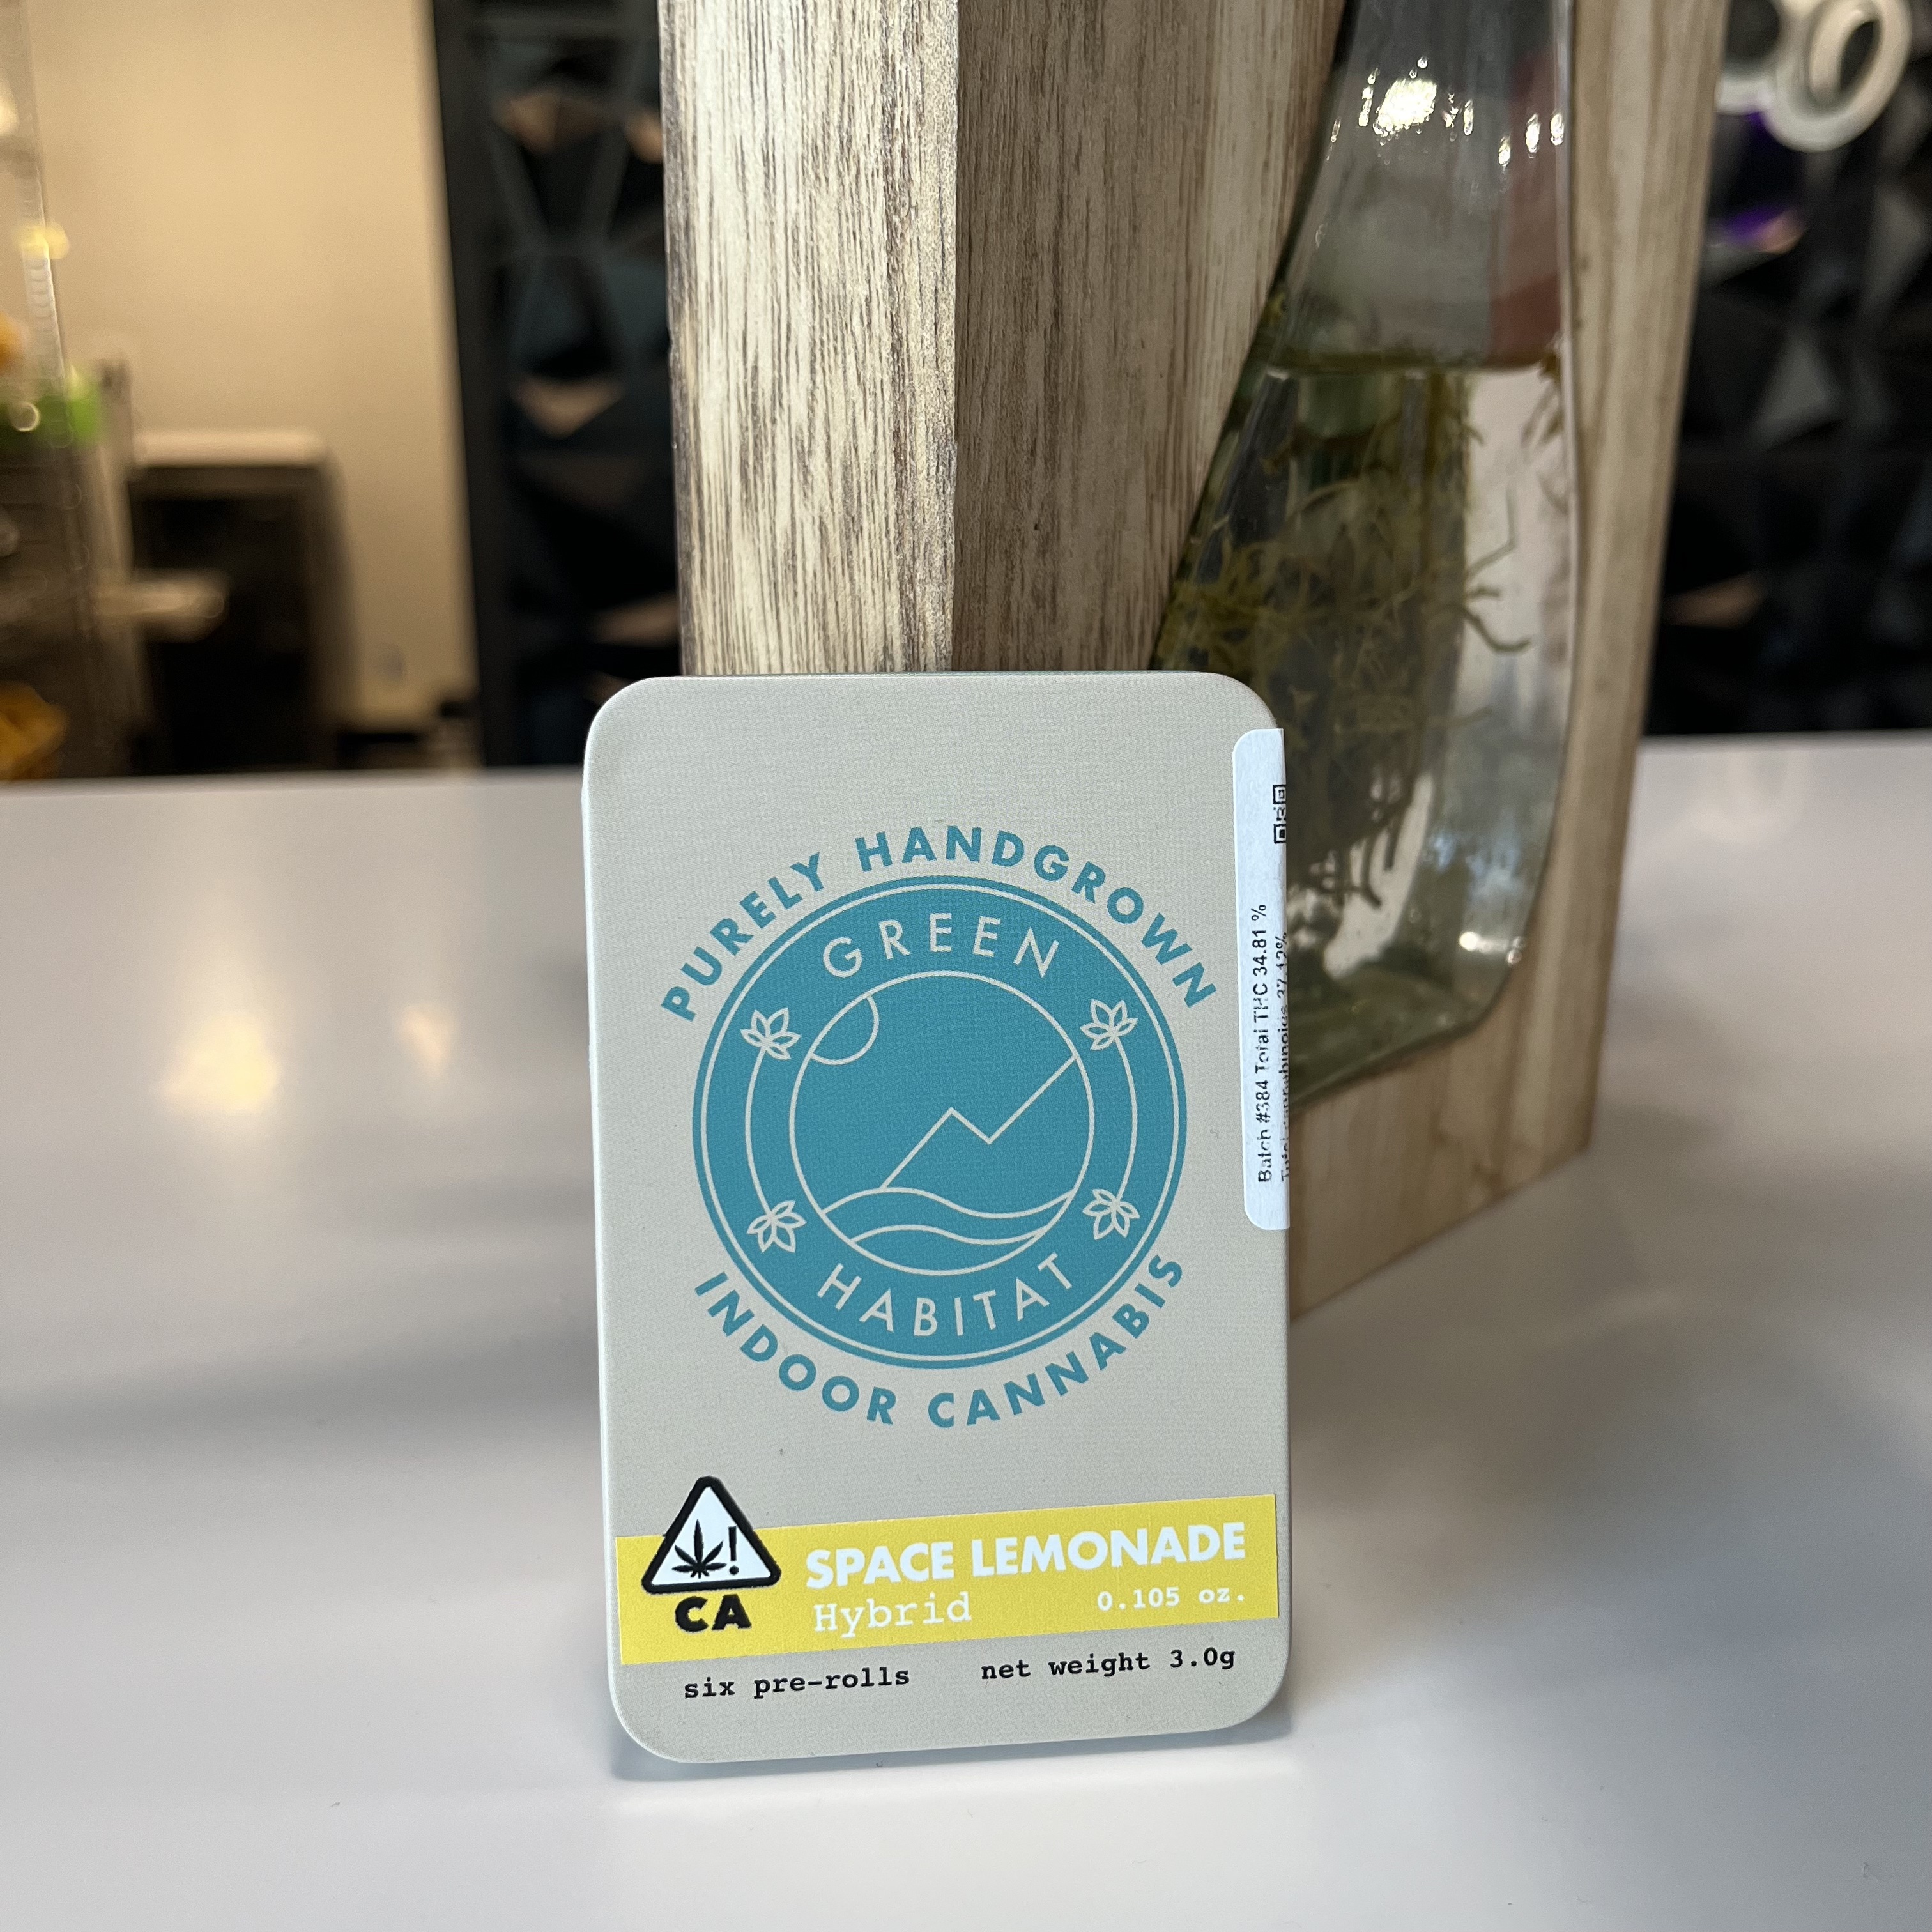 PURELY HANDGROWN
GREEN
HABITAT
INDOOR CANNABIS
CA
SPACE LEMONADE
Hybrid
0.105 oz.
six pre-rolls
net weight 3.0g
Batch #384 Total THC 34.81 %